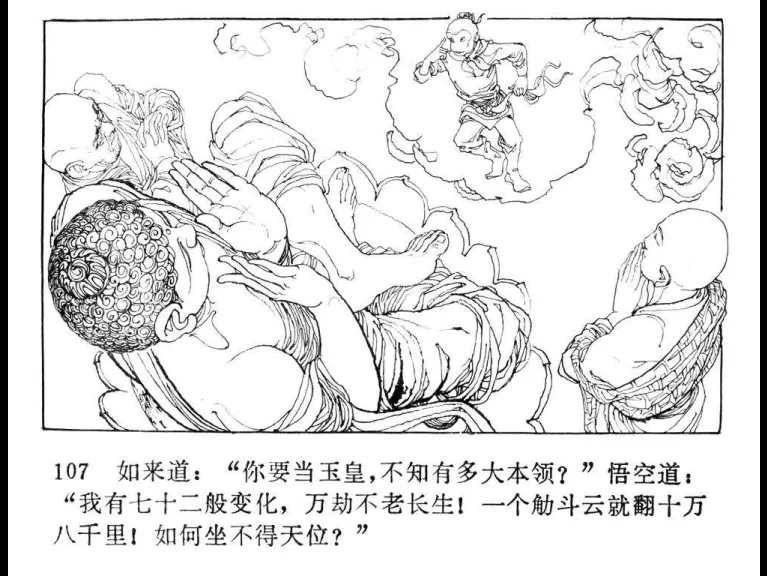 107 如来道：“你要当玉皇，不知有多大本领？”悟空道：
“我有七十二般变化，万劫不老长生！一个觔斗云就翻十万
八千里！如何坐不得天位？”